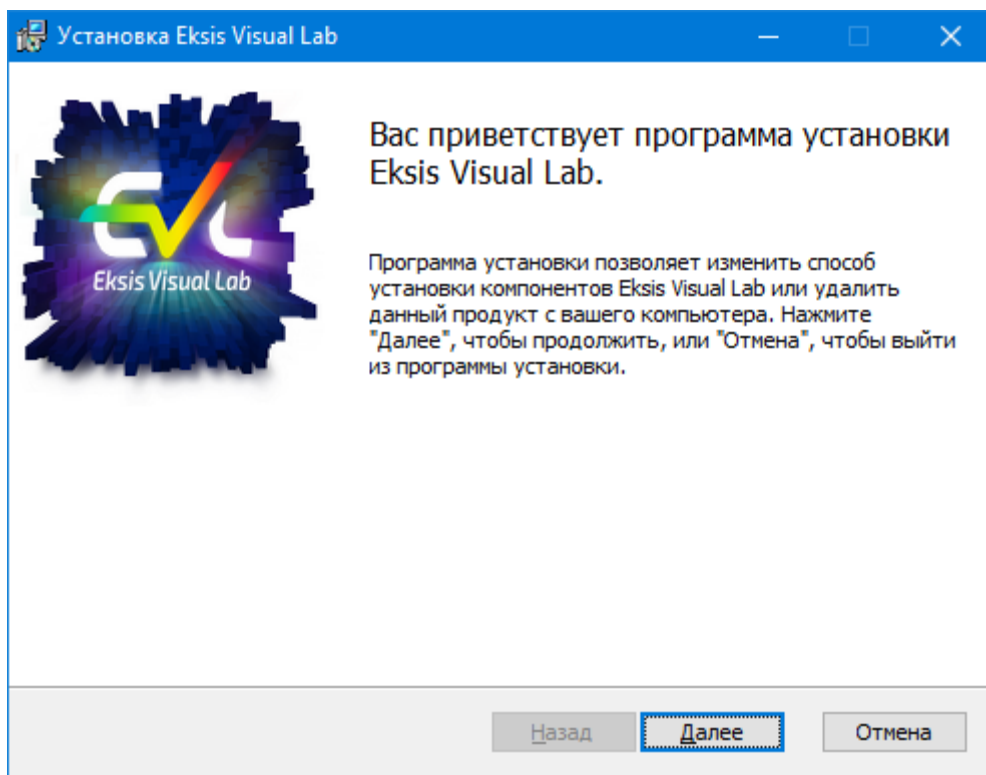 Установка Eksis Visual Lab
EVL
Eksis Visual Lab
Вас приветствует программа установки
Eksis Visual Lab.
Программа установки позволяет изменить способ
установки компонентов Eksis Visual Lab или удалить
данный продукт с вашего компьютера. Нажмите
"Далее", чтобы продолжить, или "Отмена", чтобы выйти
из программы установки.
Назад Далее Отмена